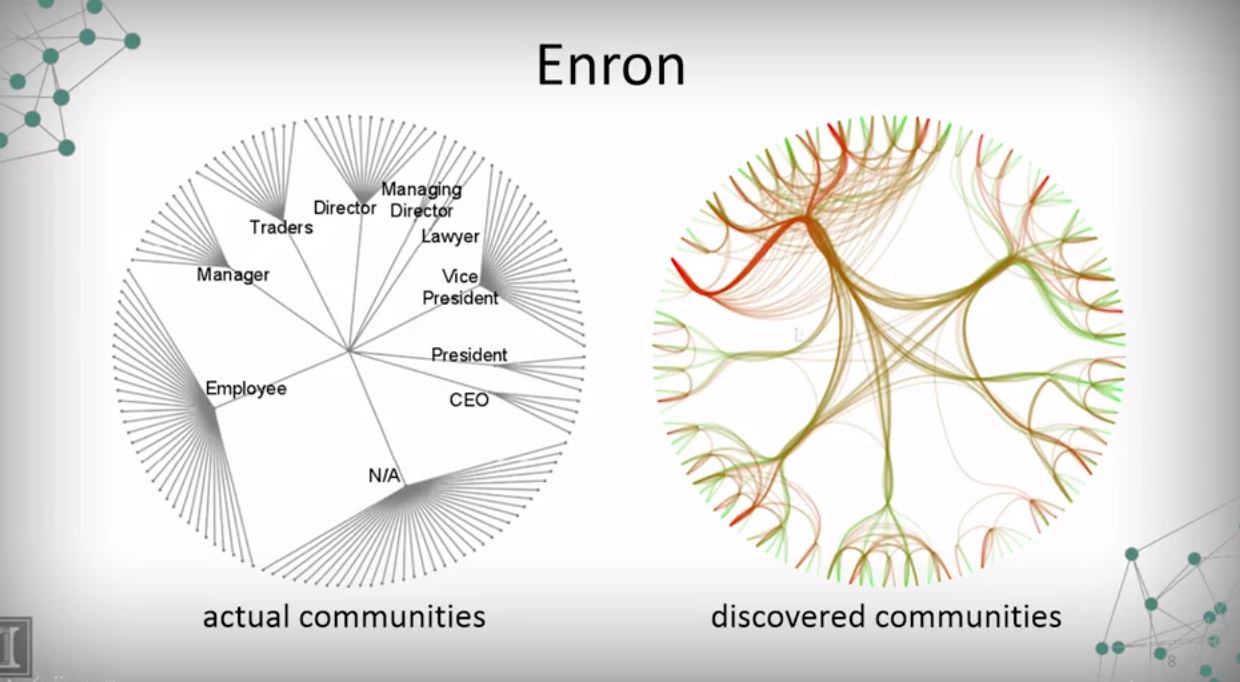 Enron
Managing
Director
Director
Traders
Lawyer
Manager
Vice
President
President
Employee
CEO
N/A
actual communities
discovered communities
I
8